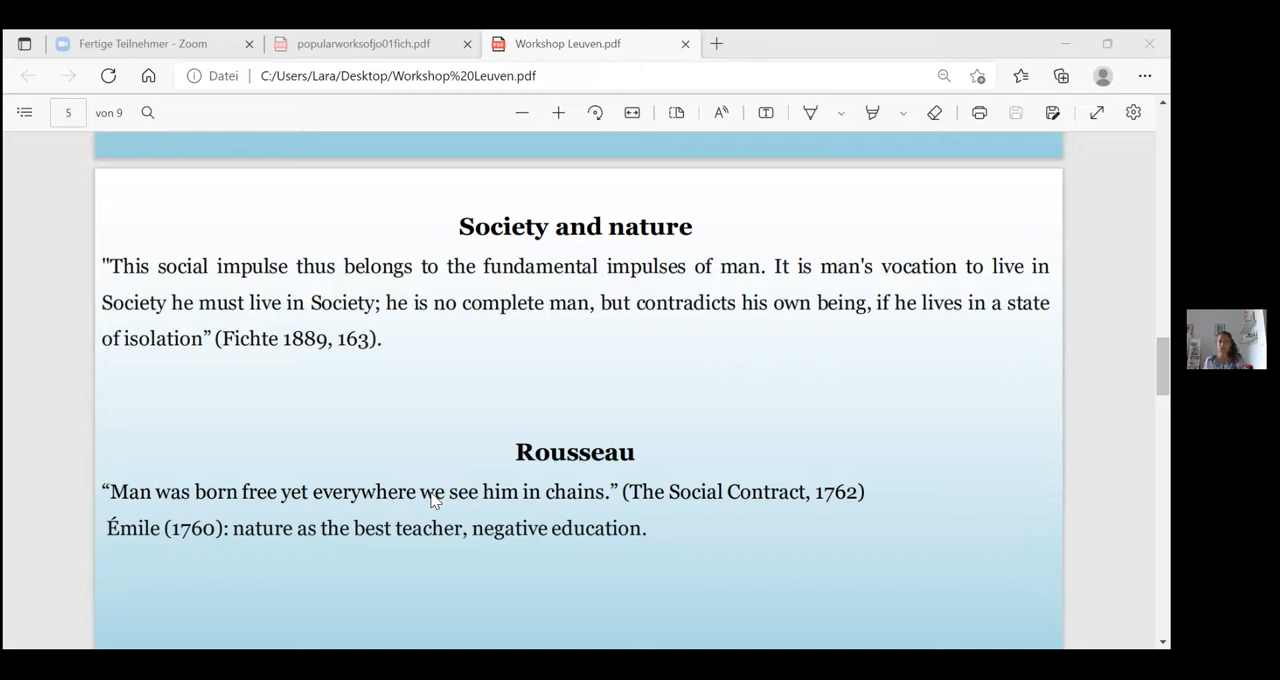 Fertige Teilnehmer - Zoom
popularworksofjo01fich.pdf
Workshop Leuven.pdf
Datei
C:/Users/Lara/Desktop/Workshop%20Leuven.pdf
5 von 9
Society and nature
"This social impulse thus belongs to the fundamental impulses of man. It is man's vocation to live in
Society he must live in Society; he is no complete man, but contradicts his own being, if he lives in a state
of isolation” (Fichte 1889, 163).
Rousseau
“Man was born free yet everywhere we see him in chains.” (The Social Contract, 1762)
Émile (1760): nature as the best teacher, negative education.